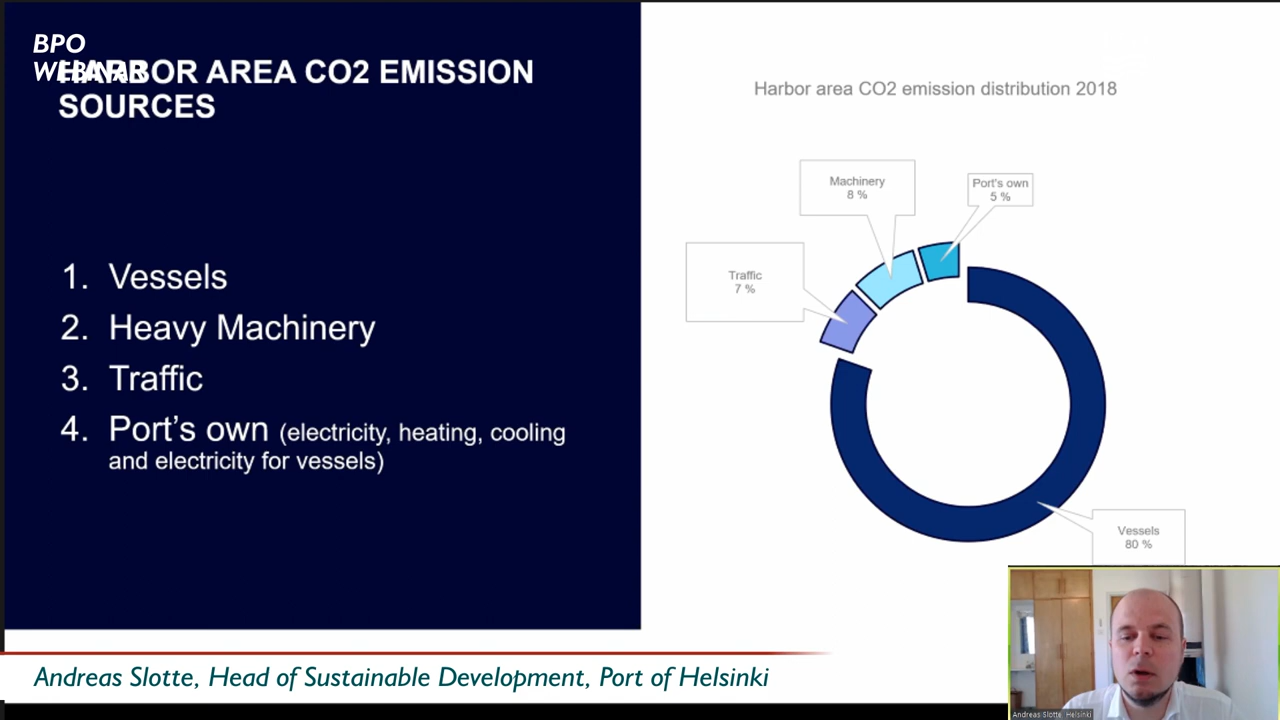 BPO
WEBINAR
HARBOR AREA CO2 EMISSION
SOURCES
1. Vessels
2. Heavy Machinery
3. Traffic
4. Port's own (electricity, heating, cooling
and electricity for vessels)
Harbor area CO2 emission distribution 2018
Machinery
8 %
Port's own
5 %
Traffic
7 %
Vessels
80 %
Andreas Slotte, Head of Sustainable Development, Port of Helsinki
Andreas Slotte, Helsinki